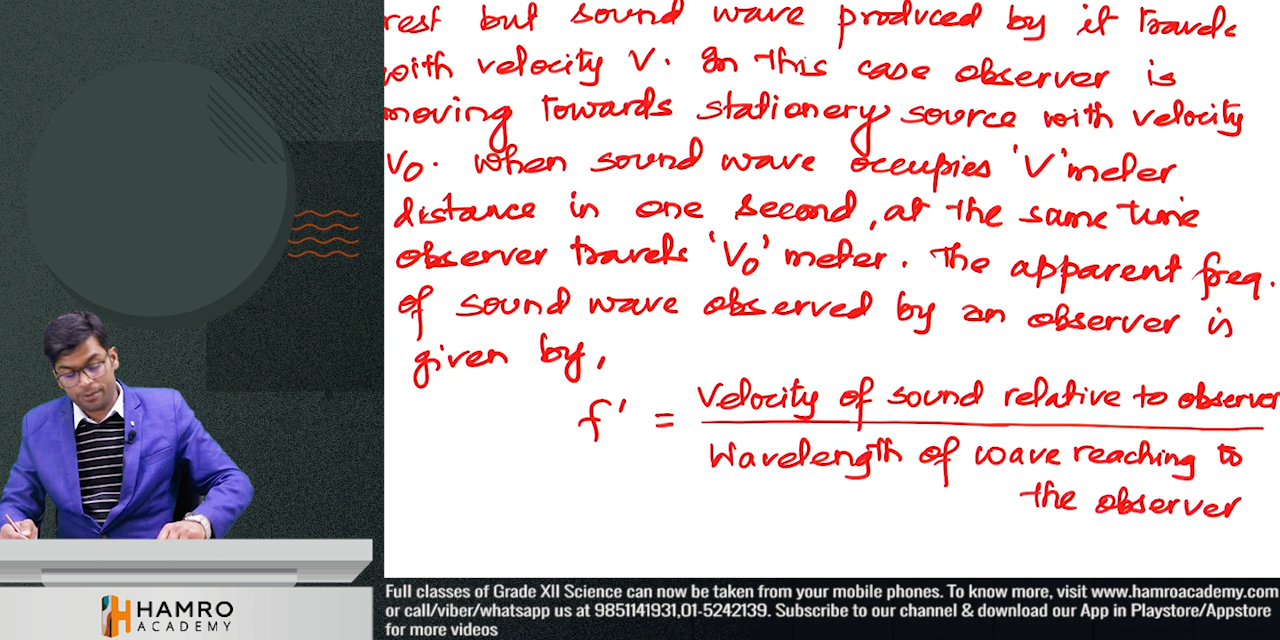 rest but sound wave produced by it travels
with velocity V. In this case observer is
moving towards stationery source with velocity
V₀. When sound wave occupies 'V' meter
distance in one second, at the same time
observer travels 'V₀' meter. The apparent freq.
of sound wave observed by an observer is
given by,
f' = Velocity of sound relative to observer
Wavelength of wave reaching to
the observer
HAMRO
ACADEMY
Full classes of Grade XII Science can now be taken from your mobile phones. To know more, visit www.hamroacademy.com
or call/viber/whatsapp us at 9851141931,01-5242139. Subscribe to our channel & download our App in Playstore/Appstore
for more videos